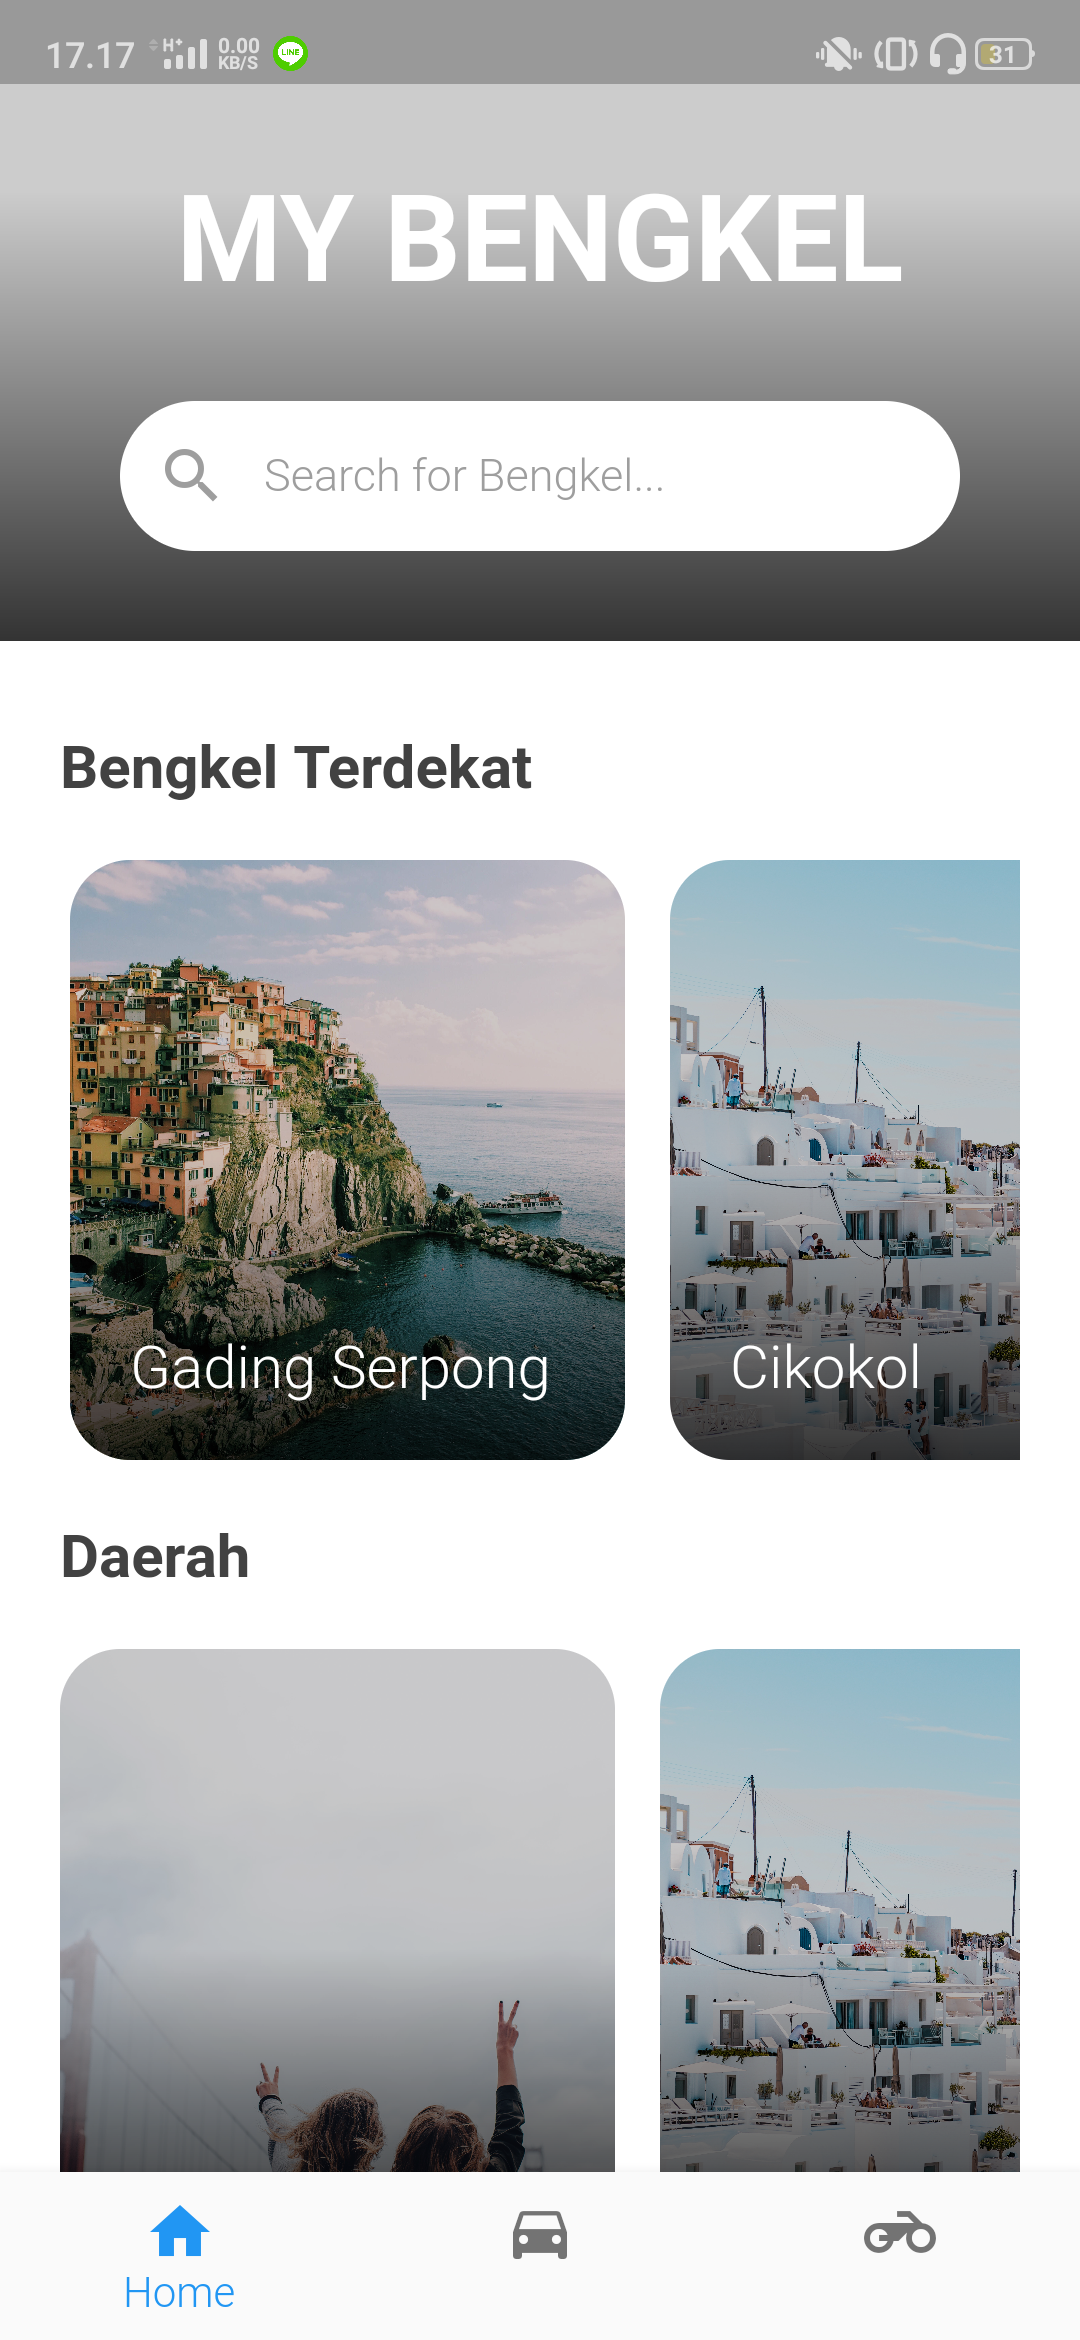 17.17 H+ 0.00 KB/S LINE 31
MY BENGKEL
Search for Bengkel...
Bengkel Terdekat
Gading Serpong
Cikokol
Daerah
Home